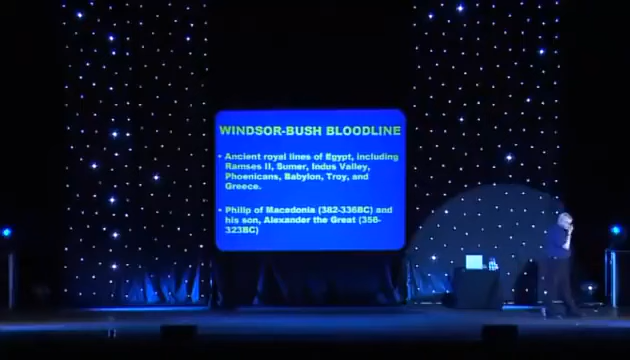 WINDSOR-BUSH BLOODLINE
• Ancient royal lines of Egypt, including
Ramses II, Sumer, Indus Valley,
Phoenicans, Babylon, Troy, and
Greece.
• Philip of Macedonia (382-336BC) and
his son, Alexander the Great (356-
323BC)